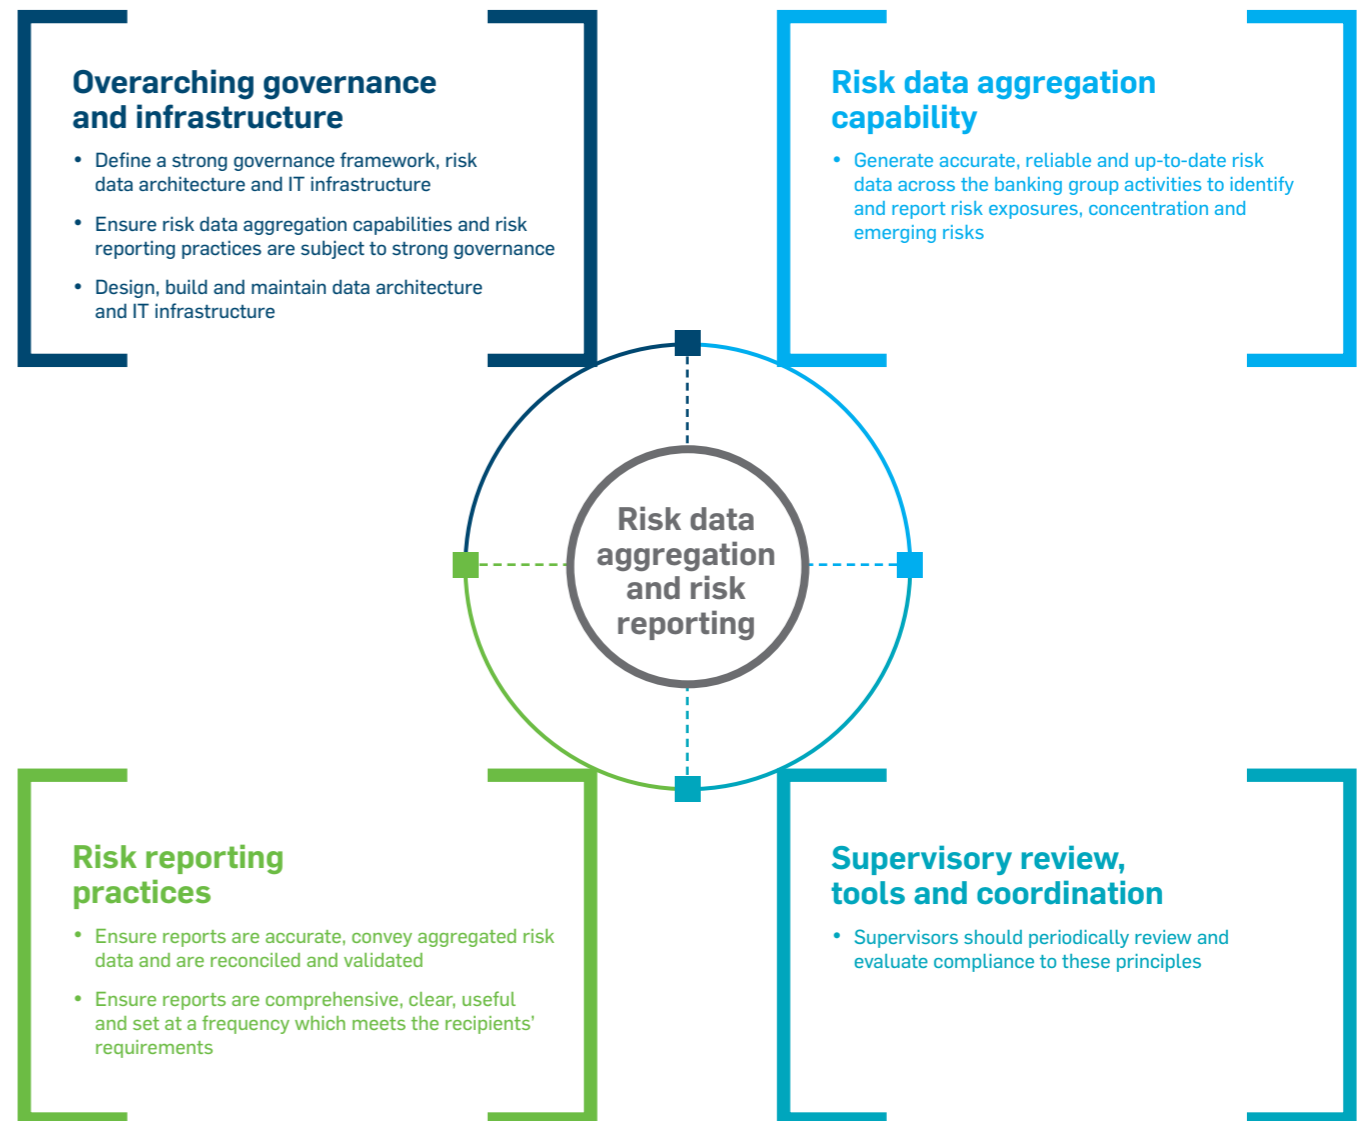 Overarching governance
and infrastructure
• Define a strong governance framework, risk
data architecture and IT infrastructure
• Ensure risk data aggregation capabilities and risk
reporting practices are subject to strong governance
• Design, build and maintain data architecture
and IT infrastructure
Risk data aggregation
capability
• Generate accurate, reliable and up-to-date risk
data across the banking group activities to identify
and report risk exposures, concentration and
emerging risks
Risk data
aggregation
and risk
reporting
Risk reporting
practices
• Ensure reports are accurate, convey aggregated risk
data and are reconciled and validated
• Ensure reports are comprehensive, clear, useful
and set at a frequency which meets the recipients’
requirements
Supervisory review,
tools and coordination
• Supervisors should periodically review and
evaluate compliance to these principles